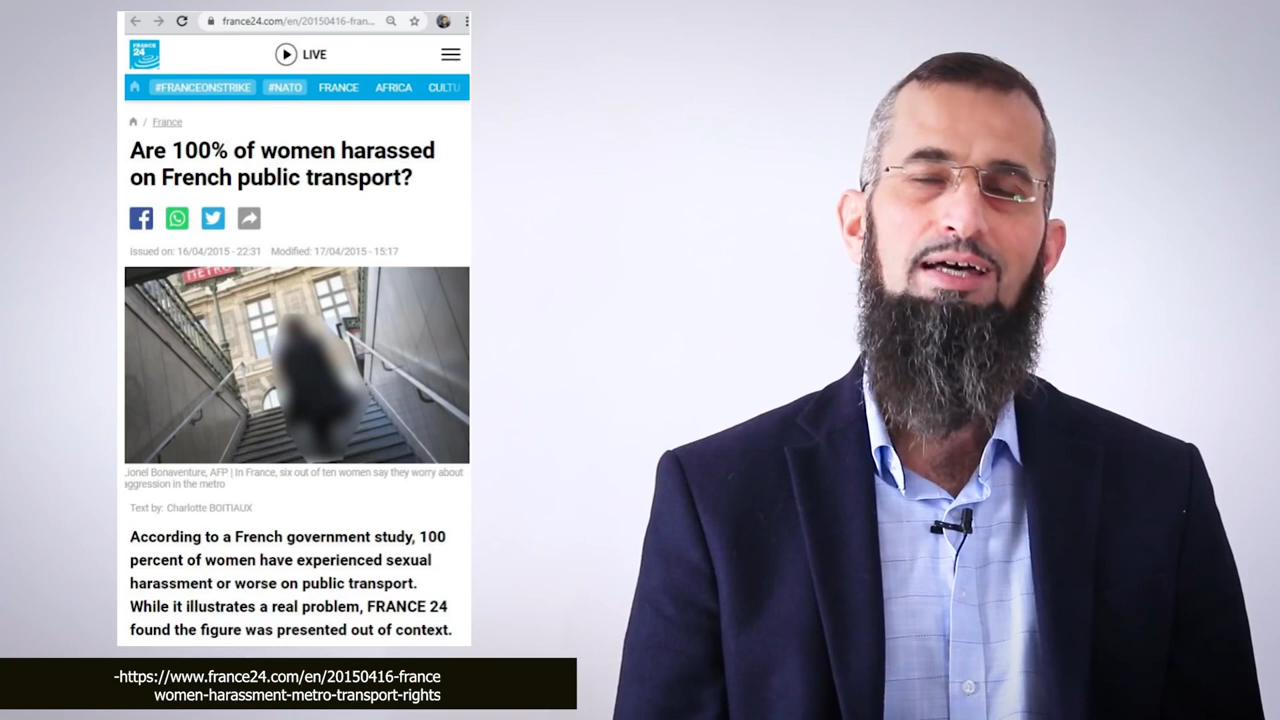 france24.com/en/20150416-fran...
FRANCE
24
LIVE
#FRANCEONSTRIKE #NATO FRANCE AFRICA CULTU
/ France
Are 100% of women harassed
on French public transport?
Issued on: 16/04/2015 - 22:31 Modified: 17/04/2015 - 15:17
METRO
Lionel Bonaventure, AFP | In France, six out of ten women say they worry about
aggression in the metro
Text by: Charlotte BOITIAUX
According to a French government study, 100
percent of women have experienced sexual
harassment or worse on public transport.
While it illustrates a real problem, FRANCE 24
found the figure was presented out of context.
-https://www.france24.com/en/20150416-france
women-harassment-metro-transport-rights